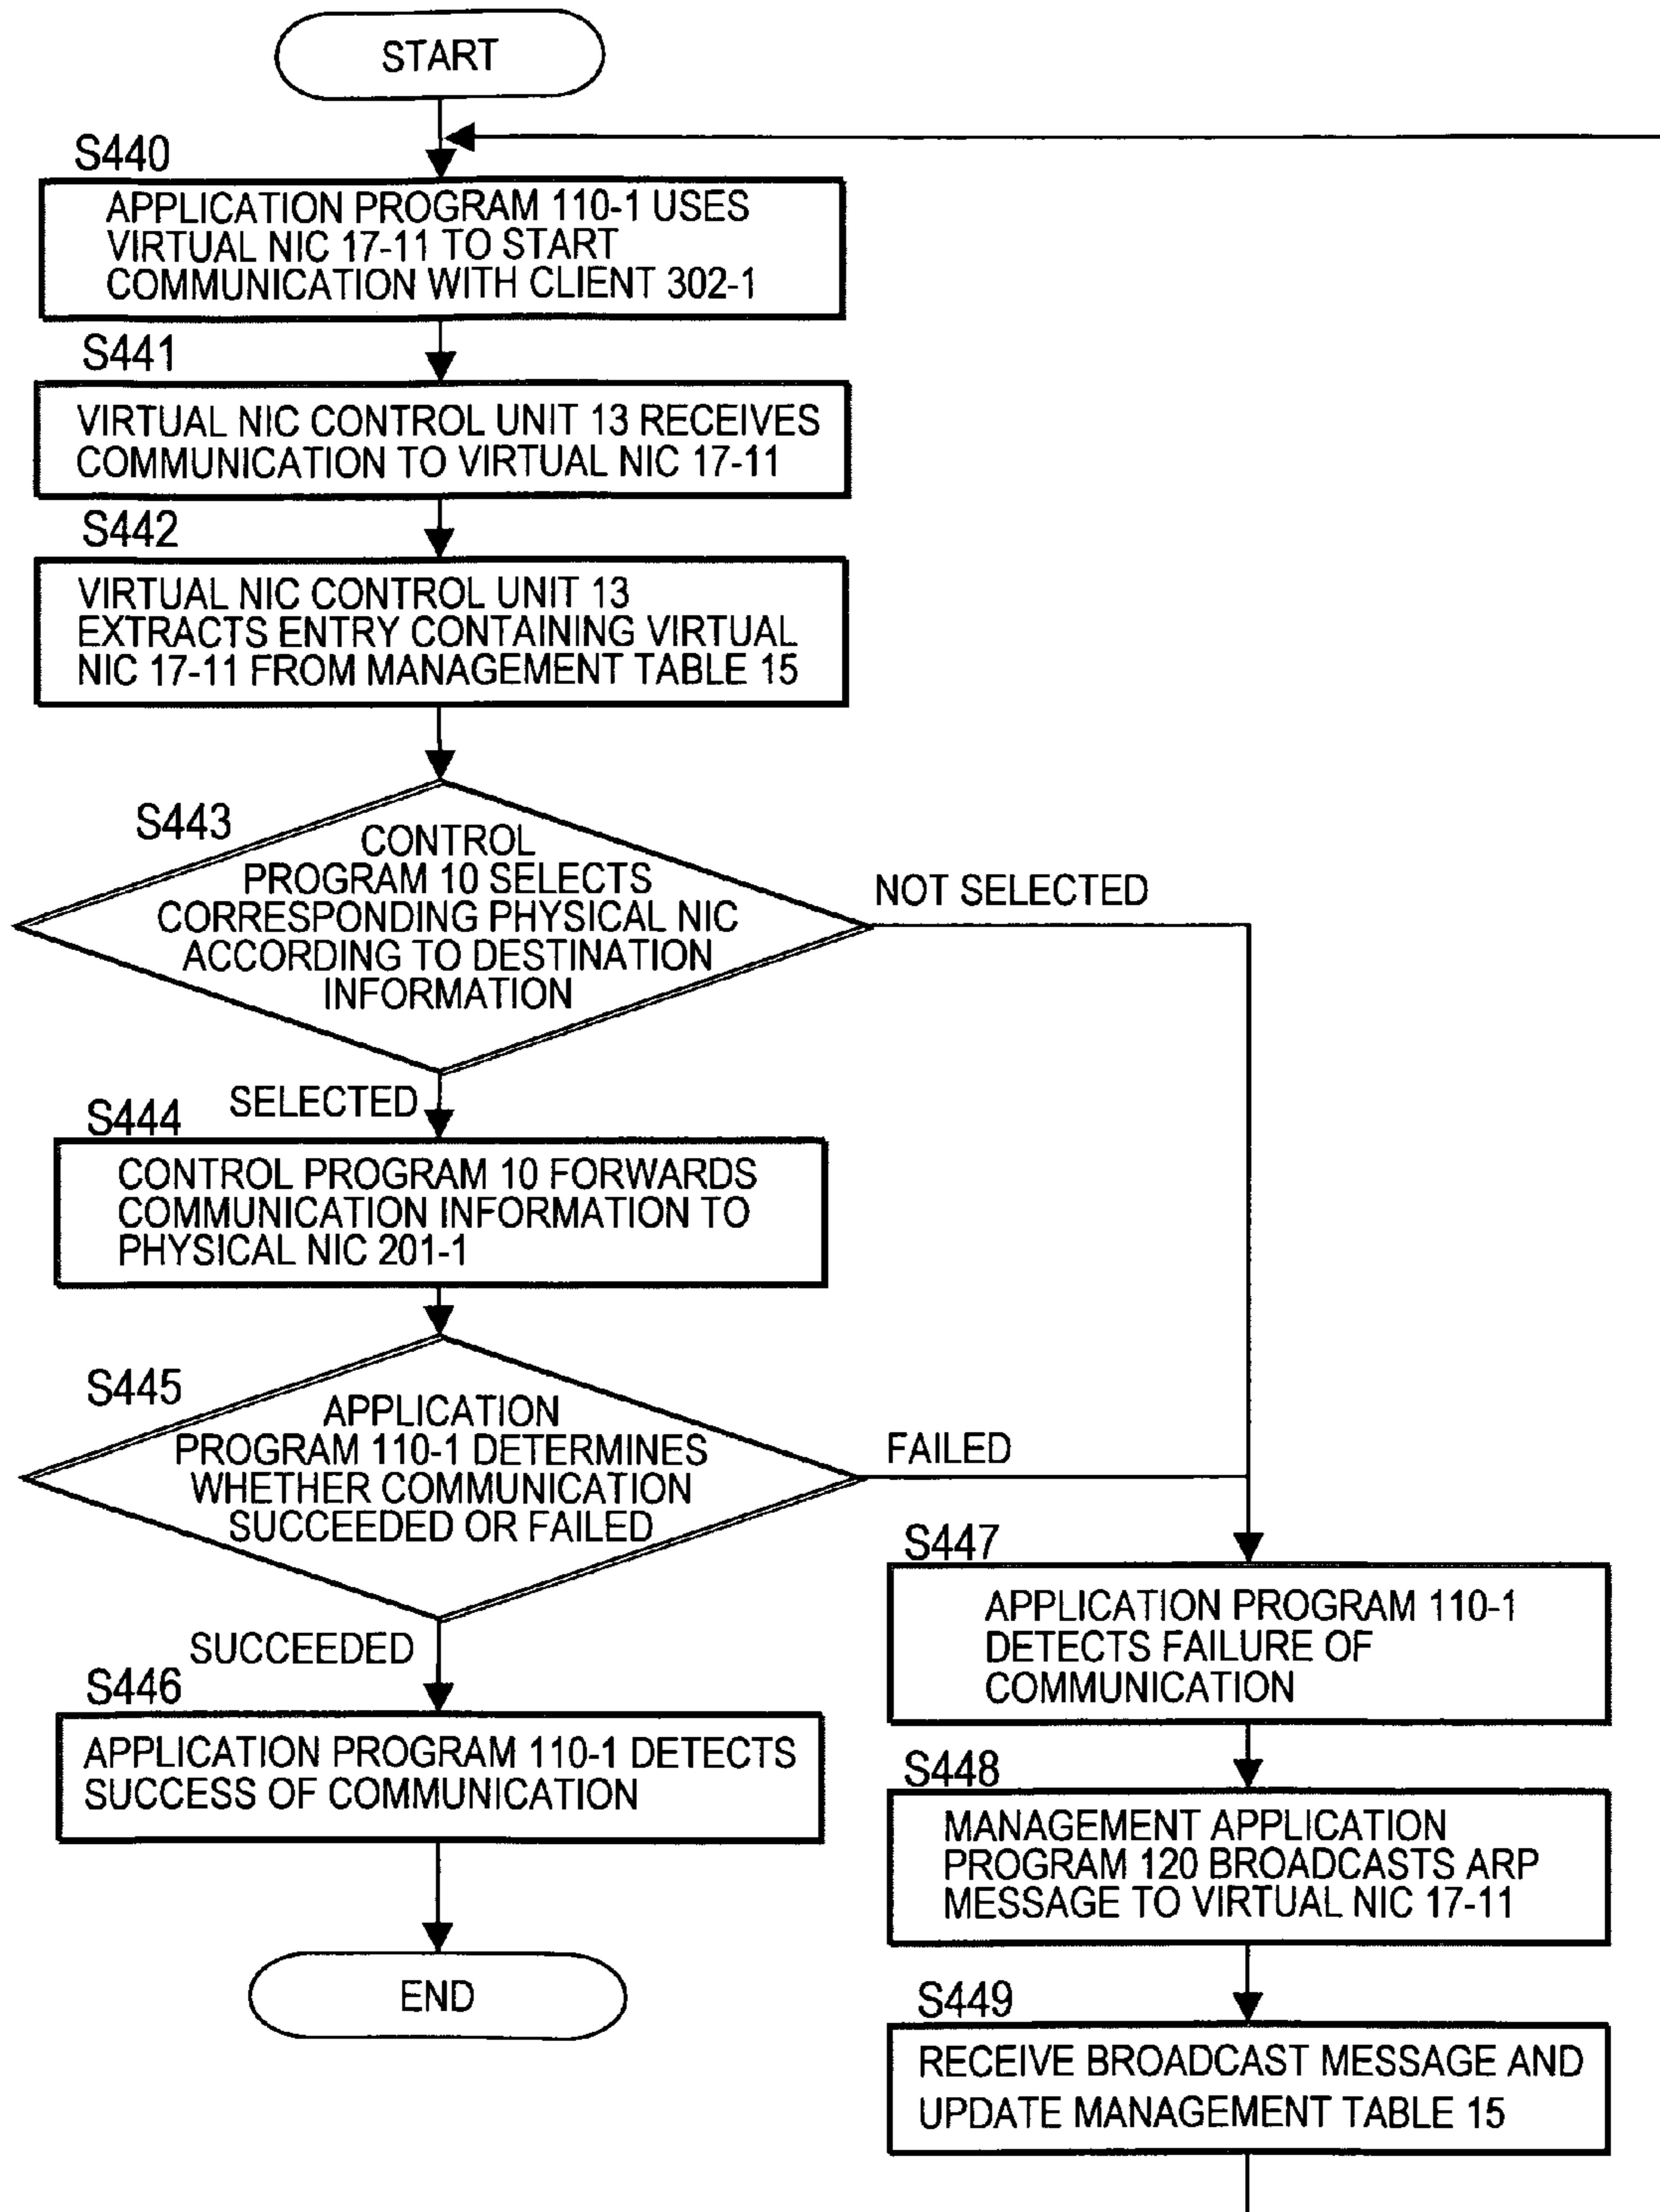 START
S440
APPLICATION PROGRAM 110-1 USES
VIRTUAL NIC 17-11 TO START
COMMUNICATION WITH CLIENT 302-1
S441
VIRTUAL NIC CONTROL UNIT 13 RECEIVES
COMMUNICATION TO VIRTUAL NIC 17-11
S442
VIRTUAL NIC CONTROL UNIT 13
EXTRACTS ENTRY CONTAINING VIRTUAL
NIC 17-11 FROM MANAGEMENT TABLE 15
S443
CONTROL
PROGRAM 10 SELECTS
CORRESPONDING PHYSICAL NIC
ACCORDING TO DESTINATION
INFORMATION
NOT SELECTED
SELECTED
S444
CONTROL PROGRAM 10 FORWARDS
COMMUNICATION INFORMATION TO
PHYSICAL NIC 201-1
S445
APPLICATION
PROGRAM 110-1 DETERMINES
WHETHER COMMUNICATION
SUCCEEDED OR FAILED
FAILED
SUCCEEDED
S446
APPLICATION PROGRAM 110-1 DETECTS
SUCCESS OF COMMUNICATION
END
S447
APPLICATION PROGRAM 110-1
DETECTS FAILURE OF
COMMUNICATION
S448
MANAGEMENT APPLICATION
PROGRAM 120 BROADCASTS ARP
MESSAGE TO VIRTUAL NIC 17-11
S449
RECEIVE BROADCAST MESSAGE AND
UPDATE MANAGEMENT TABLE 15